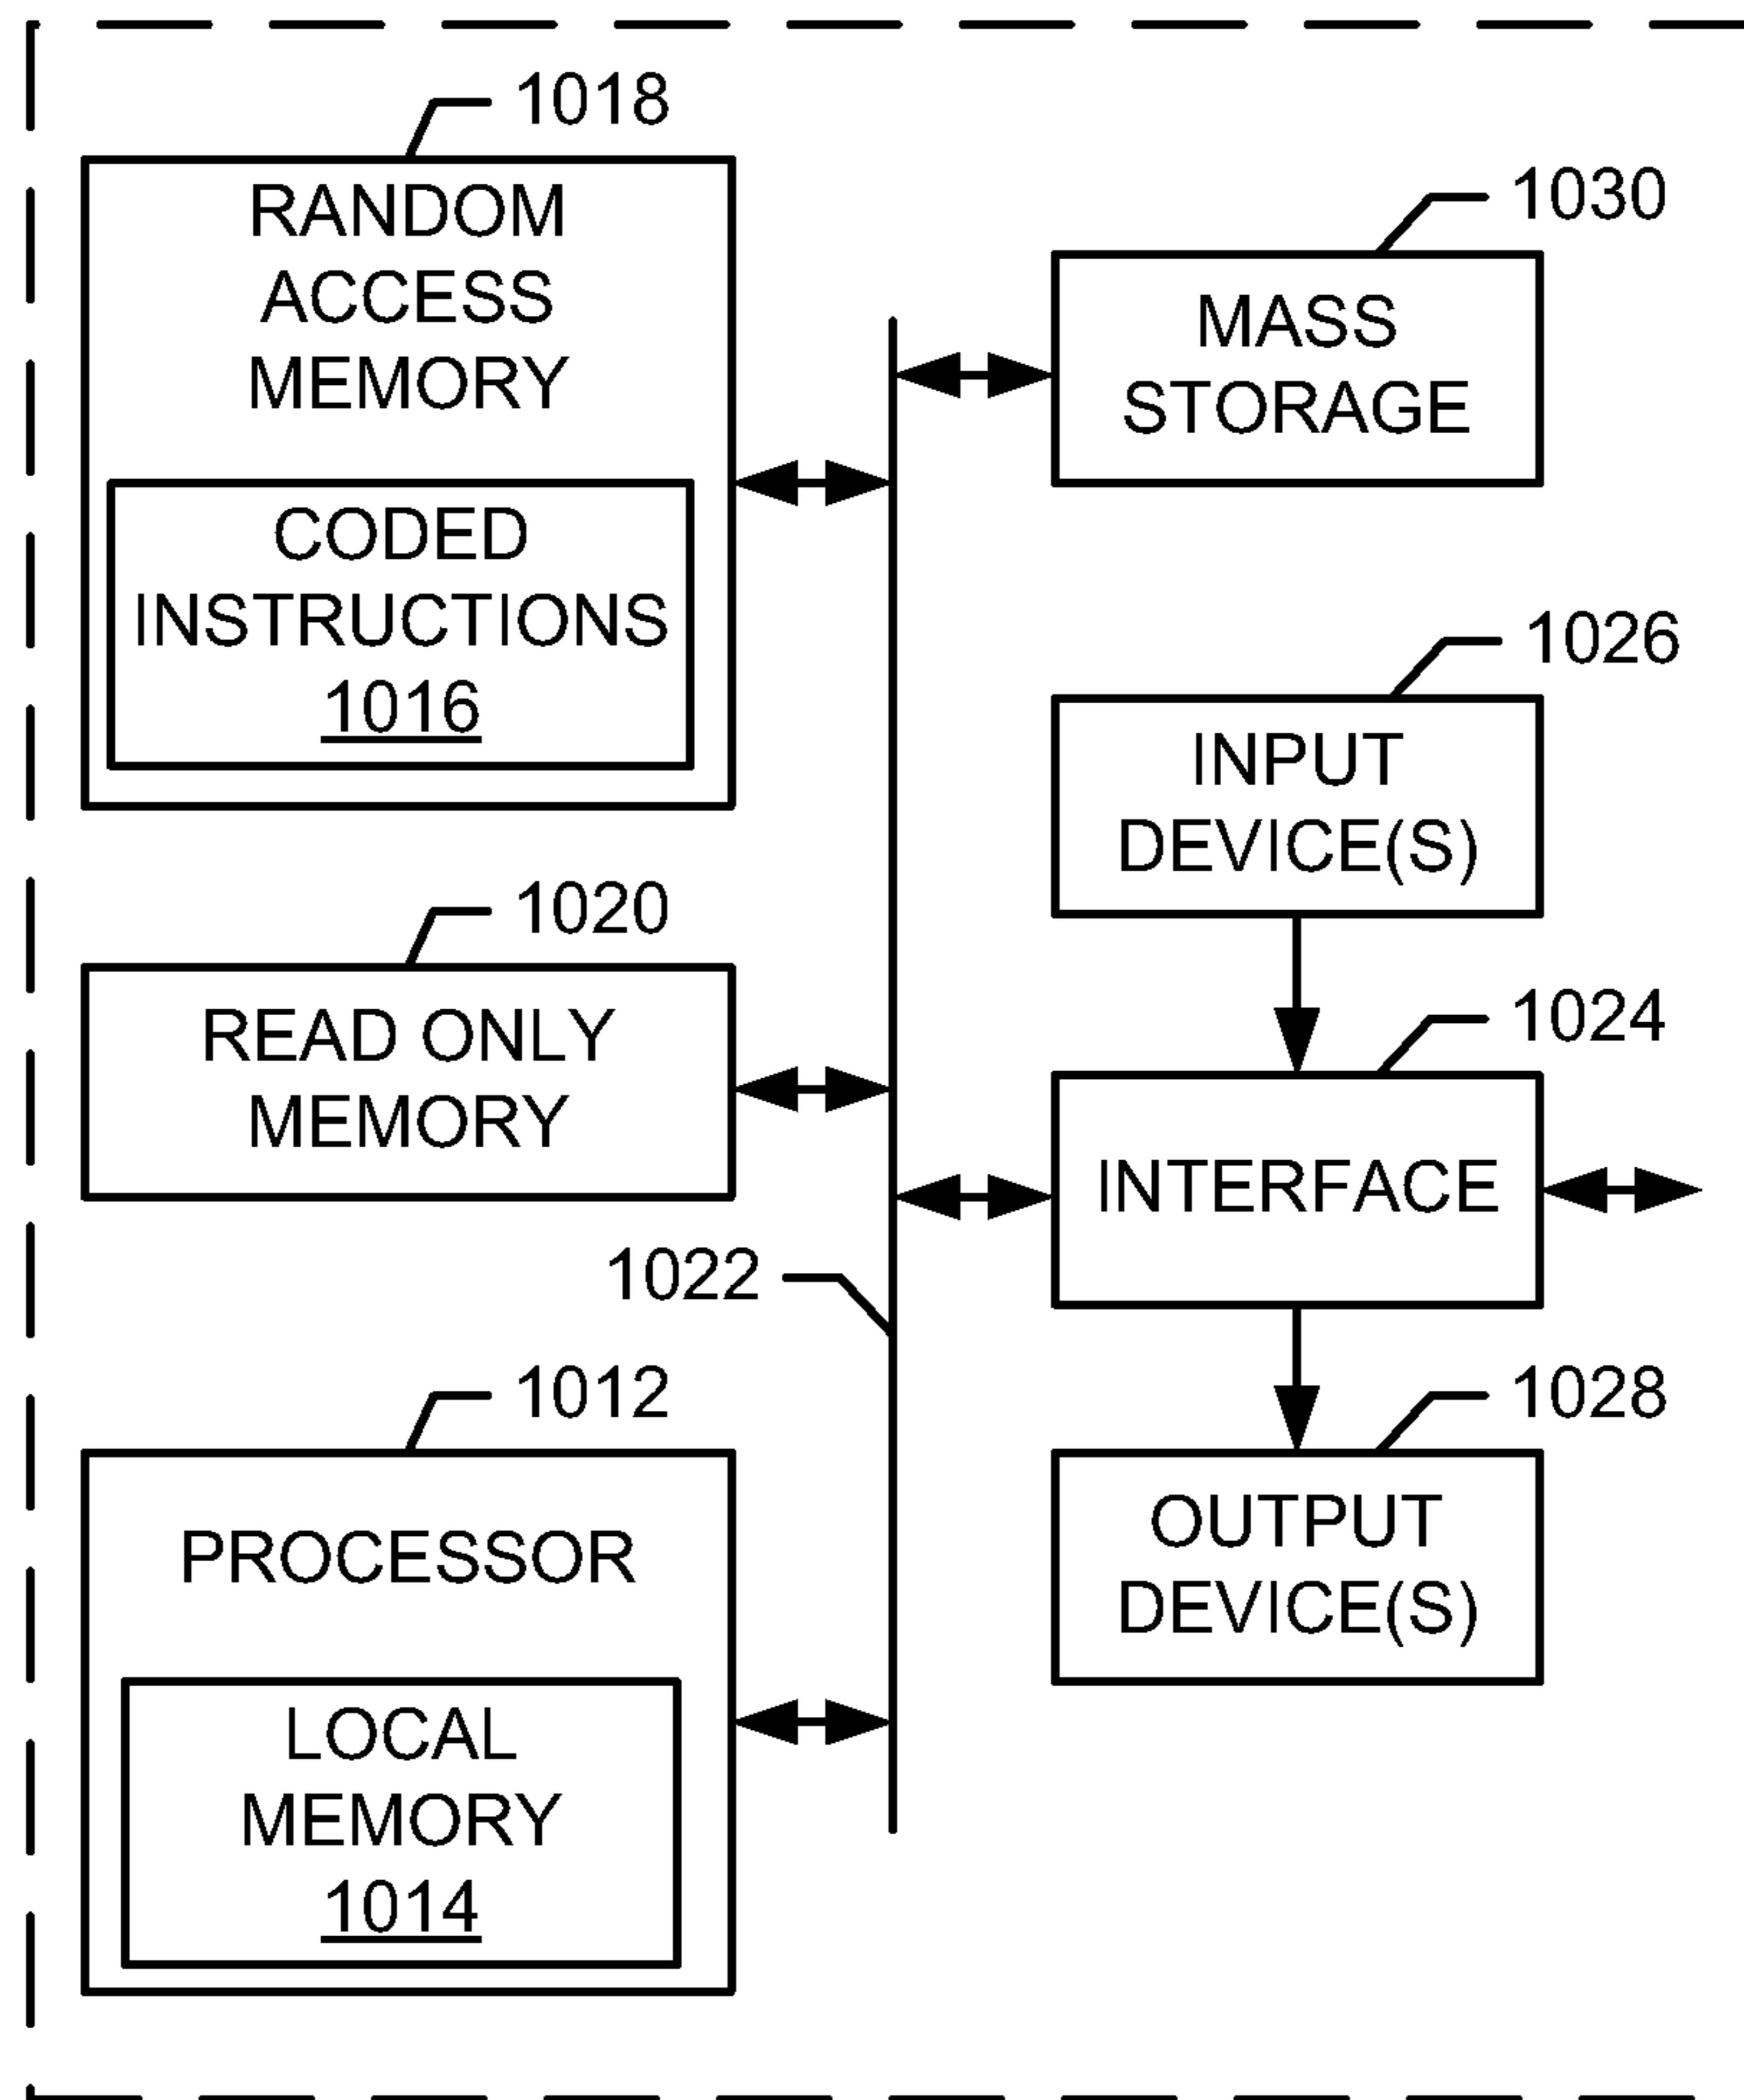 1018
RANDOM
ACCESS
MEMORY
CODED
INSTRUCTIONS
1016
1030
MASS
STORAGE
1026
INPUT
DEVICE(S)
1020
READ ONLY
MEMORY
1024
INTERFACE
1022
1012
PROCESSOR
LOCAL
MEMORY
1014
1028
OUTPUT
DEVICE(S)